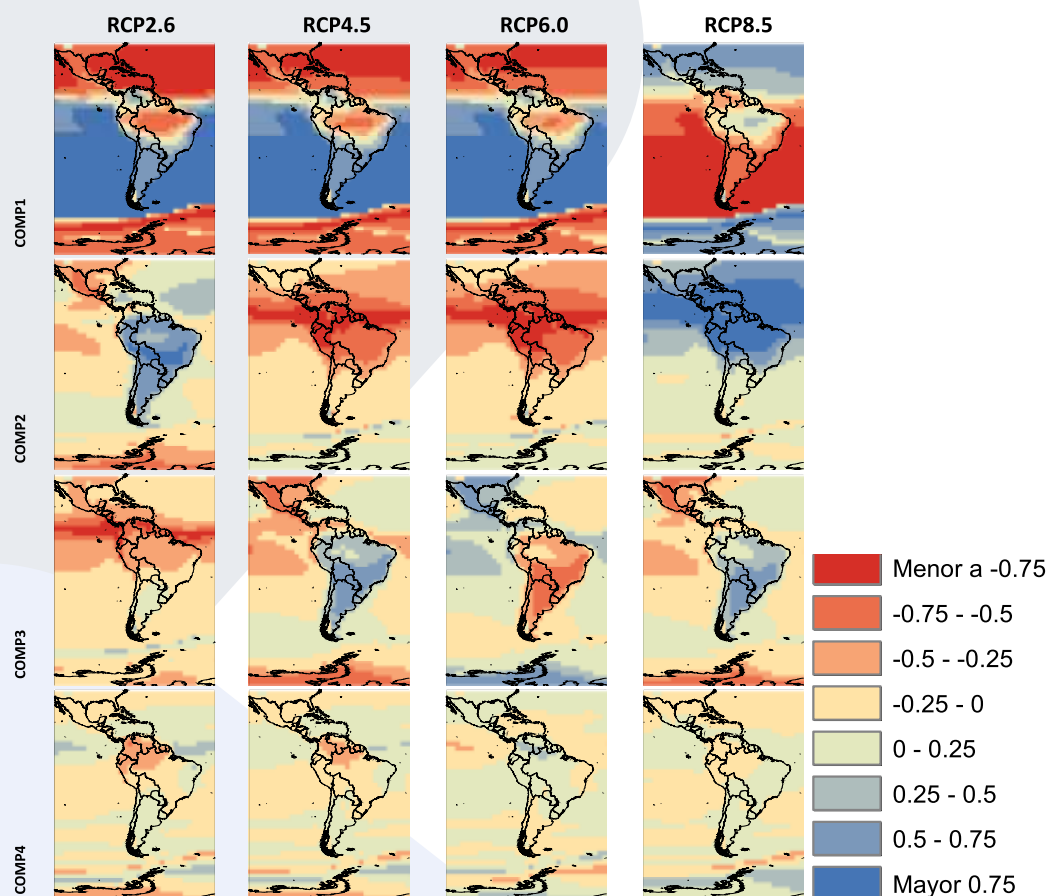 RCP2.6
RCP4.5
RCP6.0
RCP8.5
COMP1
COMP2
COMP3
COMP4
Menor a -0.75
-0.75 - -0.5
-0.5 - -0.25
-0.25 - 0
0 - 0.25
0.25 - 0.5
0.5 - 0.75
Mayor 0.75